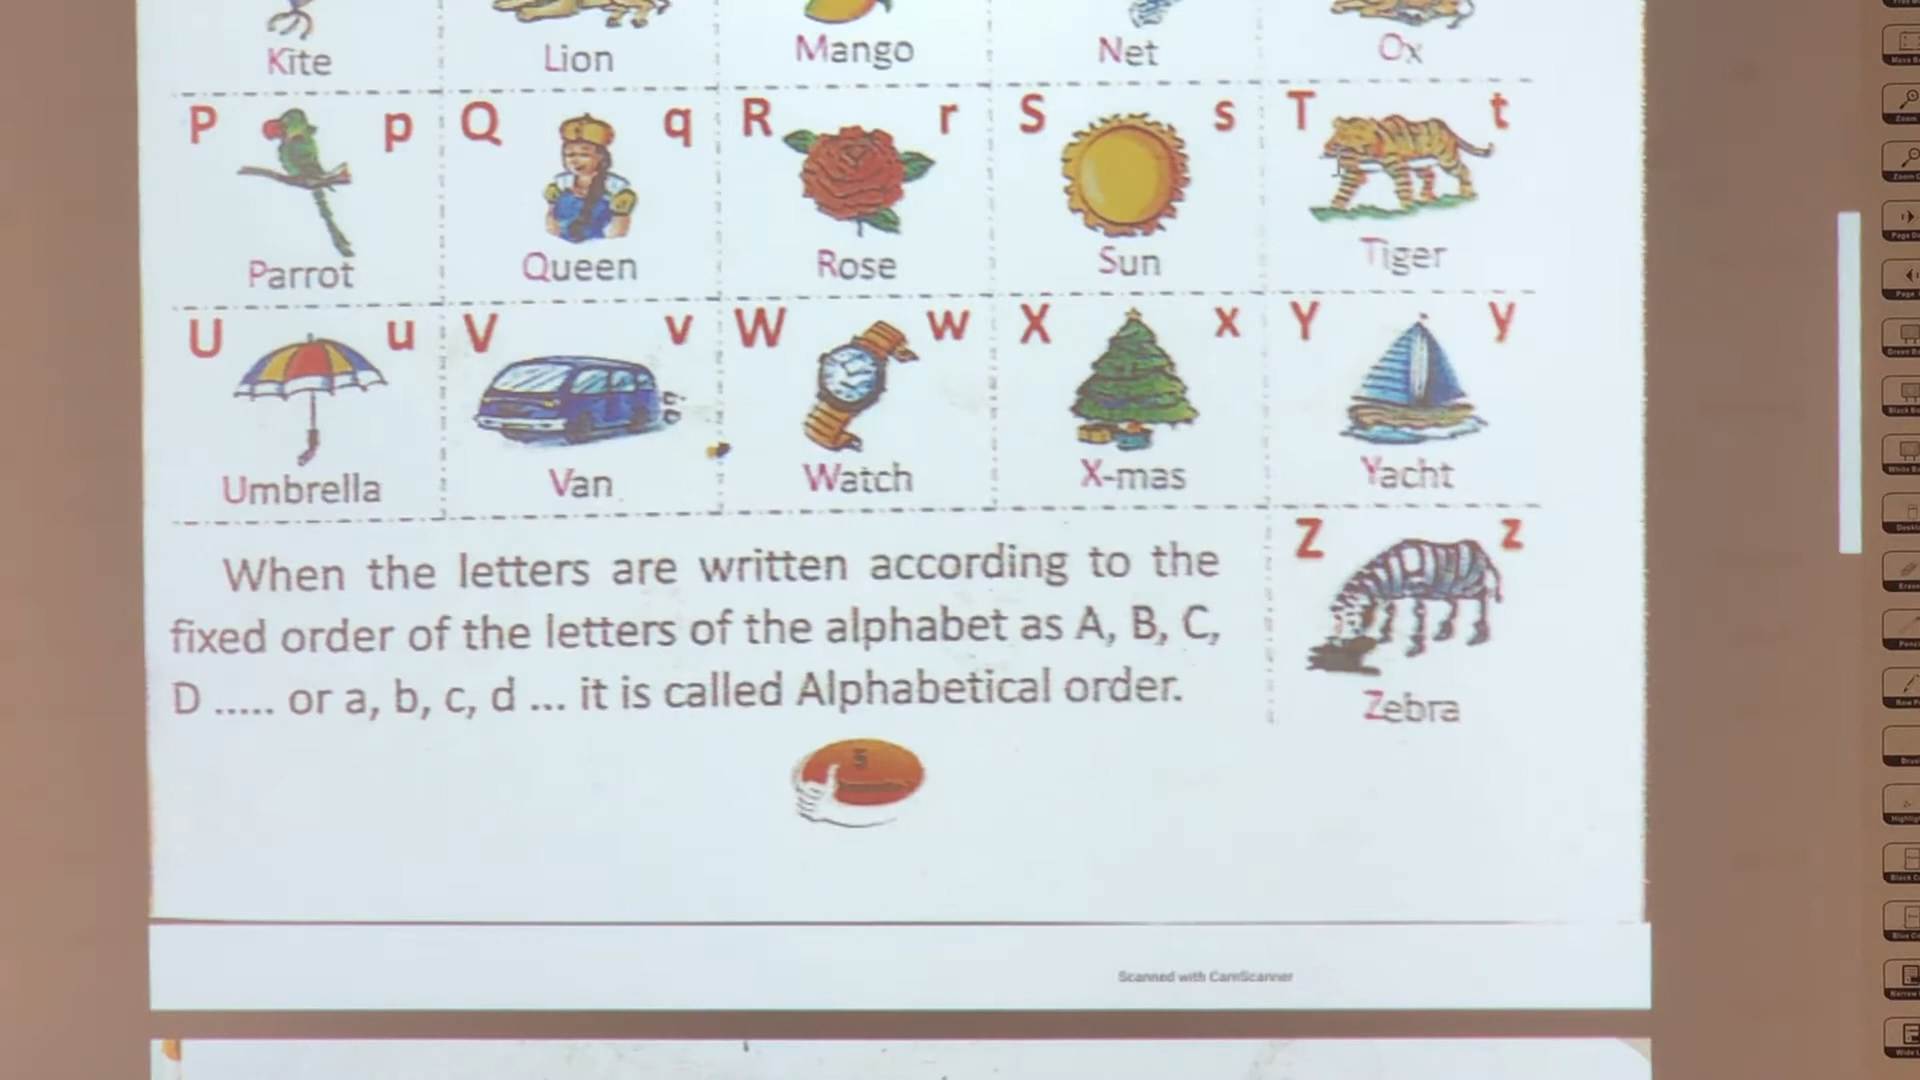 Kite Lion Mango Net Ox
P p Q q R r S s T t
Parrot Queen Rose Sun Tiger
U u V v W w X x Y y
Umbrella Van Watch X-mas Yacht
Z z
Zebra
When the letters are written according to the
fixed order of the letters of the alphabet as A, B, C,
D ..... or a, b, c, d ... it is called Alphabetical order.
5
Scanned with CamScanner
Zoom